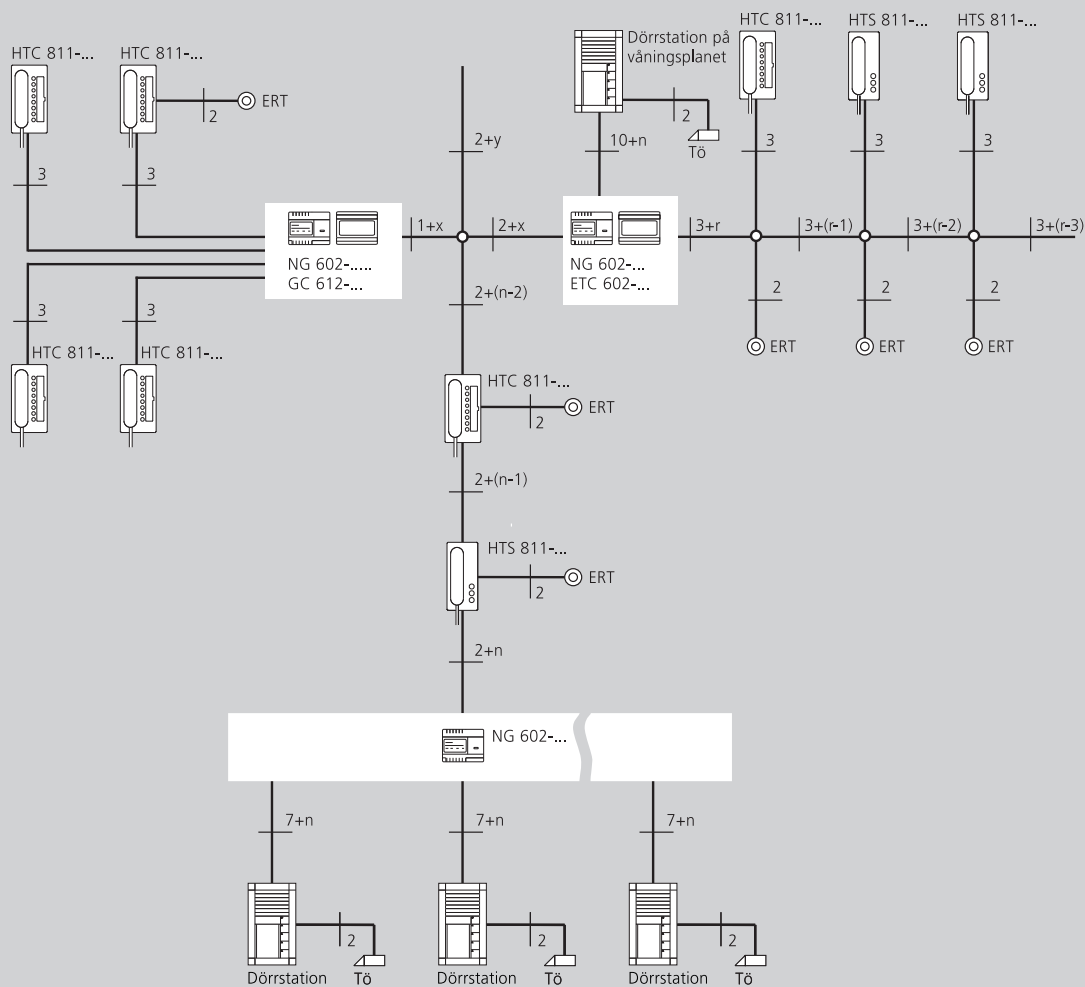 HTC 811-...
HTC 811-...
2
ERT
3
3
Dörrstation på
våningsplanet
2
Tö
10+n
HTC 811-...
HTS 811-...
HTS 811-...
3
3
3
2+y
1+x
2+x
NG 602-.....
GC 612-...
NG 602-...
ETC 602-...
3+r
3+(r-1)
3+(r-2)
3+(r-3)
2
2
2
ERT
ERT
ERT
3
3
HTC 811-...
HTC 811-...
2+(n-2)
HTC 811-...
2
ERT
2+(n-1)
HTS 811-...
2
ERT
2+n
NG 602-...
7+n
7+n
7+n
2
2
2
Dörrstation
Tö
Dörrstation
Tö
Dörrstation
Tö